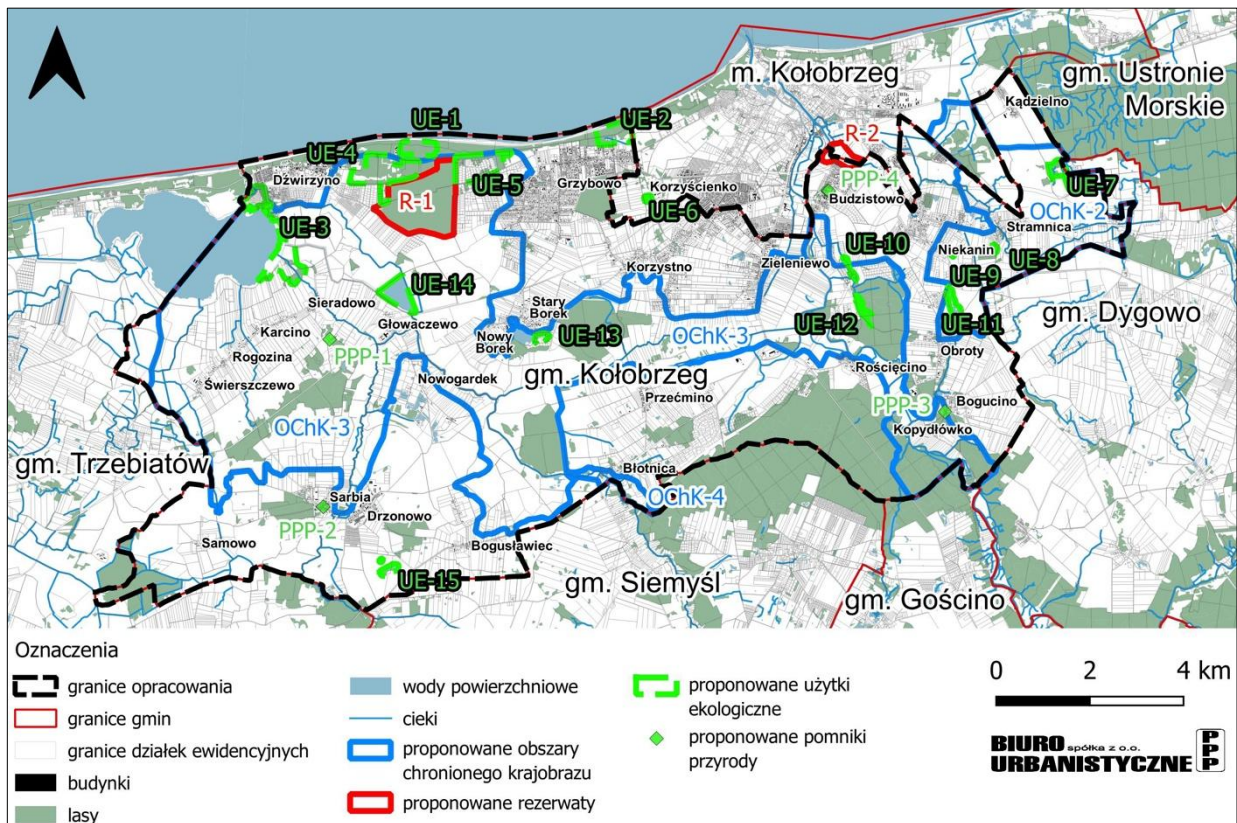 m. Kołobrzeg
gm. Ustronie
Morskie
Kądzielno
UE-1
UE-2
UE-4
R-2
Dźwirzyno
UE-5
Grzybowo
Korzyścienko
PPP-4
UE-7
R-1
Budzistowo
OChK-2
UE-3
UE-6
Stramnica
UE-10
Niekanin
UE-8
Korzystno
Zieleniewo
UE-9
UE-14
Sieradowo
Stary
Borek
gm. Dygowo
Głowaczewo
UE-13
UE-12
UE-11
Karcino
PPP-1
Nowy
Borek
OChK-3
Obroty
Rogozina
gm. Kołobrzeg
Rościęcino
Świerszczewo
Nowogardek
Przećmino
PPP-3
Bogucino
OChK-3
Kopydłówko
gm. Trzebiatów
Błotnica
OChK-4
Sarbia
PPP-2
Drzonowo
Samowo
Bogusławiec
UE-15
gm. Siemyśl
gm. Gościno
Oznaczenia
granice opracowania
granice gmin
granice działek ewidencyjnych
budynki
lasy
wody powierzchniowe
cieki
proponowane obszary
chronionego krajobrazu
proponowane rezerwaty
proponowane użytki
ekologiczne
proponowane pomniki
przyrody
0 2 4 km
BIURO spółka z o.o.
URBANISTYCZNE
PPP